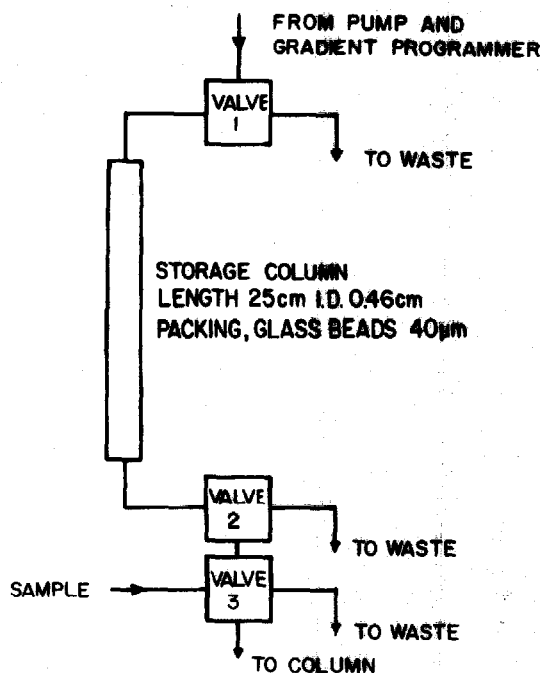 FROM PUMP AND
GRADIENT PROGRAMMER
VALVE
1
TO WASTE
STORAGE COLUMN
LENGTH 25cm I.D. 0.46cm
PACKING, GLASS BEADS 40μm
VALVE
2
TO WASTE
SAMPLE
VALVE
3
TO WASTE
TO COLUMN